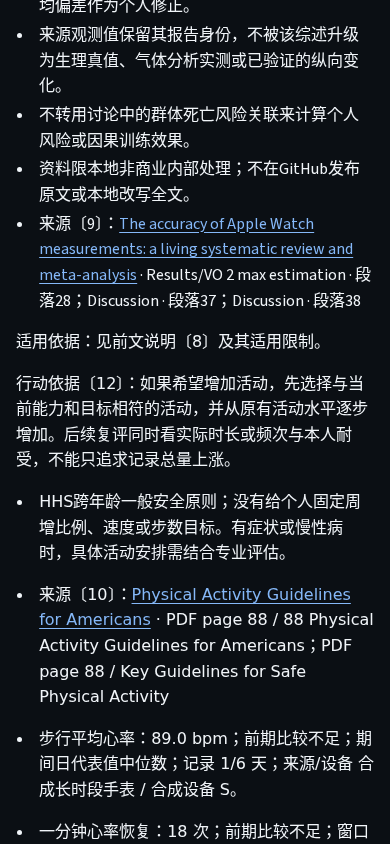 均偏差作为个人修正。
来源观测值保留其报告身份，不被该综述升级
为生理真值、气体分析实测或已验证的纵向变
化。
不转用讨论中的群体死亡风险关联来计算个人
风险或因果训练效果。
资料限本地非商业内部处理；不在GitHub发布
原文或本地改写全文。
来源〔9〕：The accuracy of Apple Watch
measurements: a living systematic review and
meta-analysis · Results/VO 2 max estimation · 段
落28；Discussion · 段落37；Discussion · 段落38
适用依据：见前文说明〔8〕及其适用限制。
行动依据〔12〕：如果希望增加活动，先选择与当
前能力和目标相符的活动，并从原有活动水平逐步
增加。后续复评同时看实际时长或频次与本人耐
受，不能只追求记录总量上涨。
HHS跨年龄一般安全原则；没有给个人固定周
增比例、速度或步数目标。有症状或慢性病
时，具体活动安排需结合专业评估。
来源〔10〕：Physical Activity Guidelines
for Americans · PDF page 88 / 88 Physical
Activity Guidelines for Americans；PDF
page 88 / Key Guidelines for Safe
Physical Activity
步行平均心率：89.0 bpm；前期比较不足；期
间日代表值中位数；记录 1/6 天；来源/设备 合
成长时段手表 / 合成设备 S。
一分钟心率恢复：18 次；前期比较不足；窗口